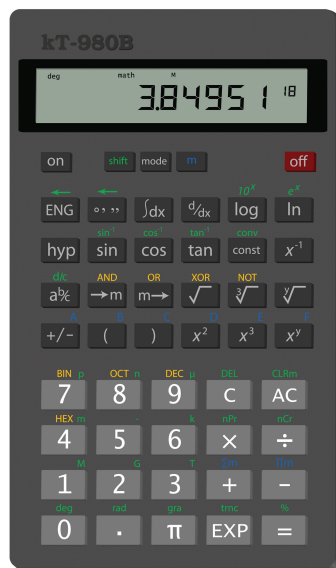 kT-980B
deg math M
3.84951 18
on shift mode m off
10ˣ eˣ
ENG °,,, ∫dx d/dx log ln
sin⁻¹ cos⁻¹ tan⁻¹ conv
hyp sin cos tan const x⁻¹
d/c AND OR XOR NOT
ab/c →m m→ √ ∛ ʸ√
A B C D E F
+/− ( ) x² x³ xʸ
BIN p OCT n DEC µ DEL CLRm
7 8 9 C AC
HEX m - k nPr nCr
4 5 6 × ÷
M G T
1 2 3 + −
deg rad gra trnc %
0 . π EXP =